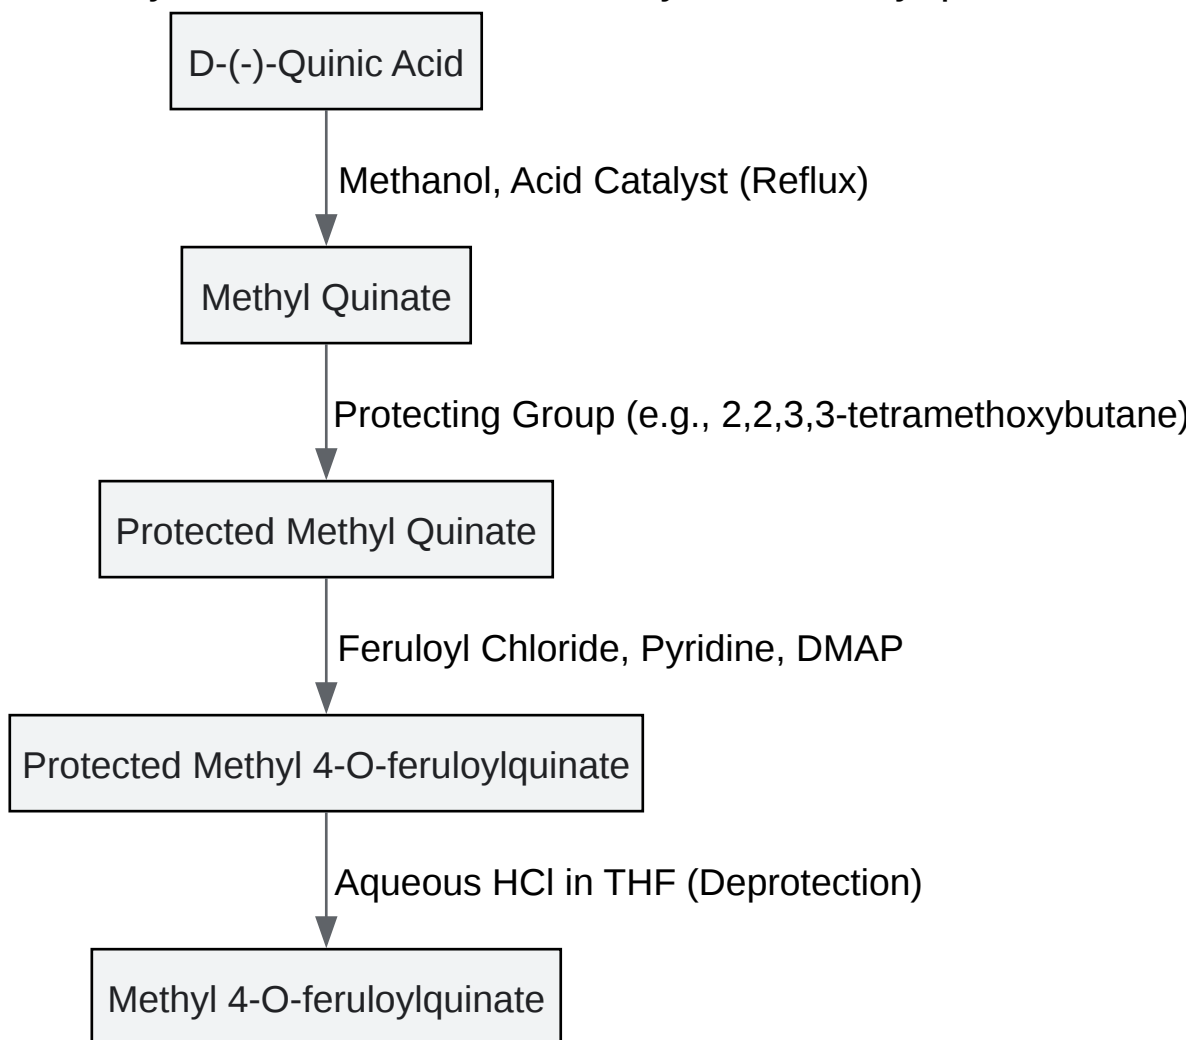 D-(-)-Quinic Acid
Methanol, Acid Catalyst (Reflux)
Methyl Quinate
Protecting Group (e.g., 2,2,3,3-tetramethoxybutane)
Protected Methyl Quinate
Feruloyl Chloride, Pyridine, DMAP
Protected Methyl 4-O-feruloylquinate
Aqueous HCl in THF (Deprotection)
Methyl 4-O-feruloylquinate